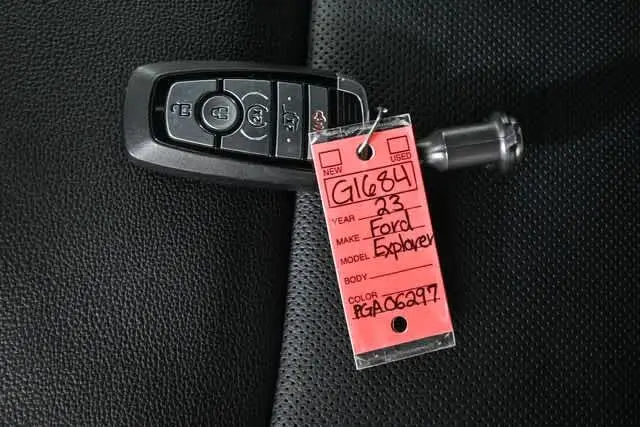 NEW USED
G1684
YEAR 23
MAKE Ford
MODEL Explorer
BODY
COLOR
PGA06297